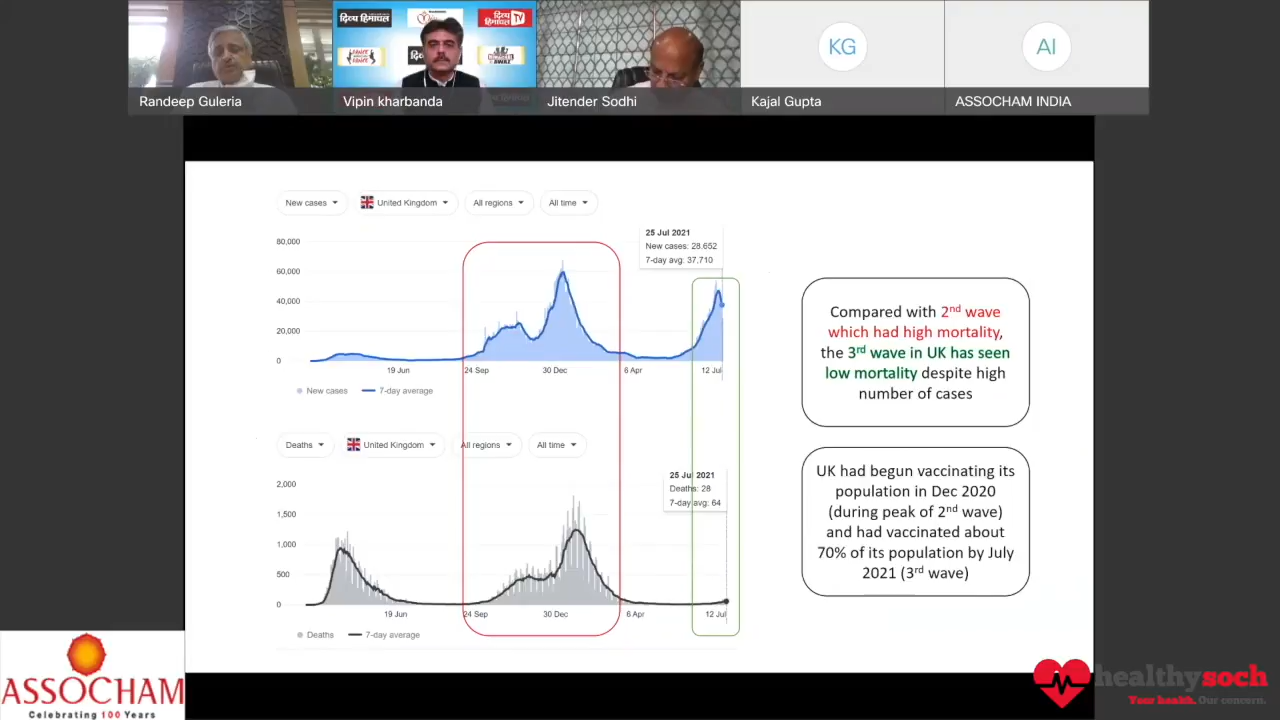 दिव्य हिमाचल
दिव्य हिमाचल TV
DANCE
DANCE
KG
AI
Randeep Guleria
Vipin kharbanda
Jitender Sodhi
Kajal Gupta
ASSOCHAM INDIA
New cases
United Kingdom
All regions
All time
25 Jul 2021
New cases: 28,652
7-day avg: 37,710
80,000
60,000
40,000
20,000
0
19 Jun
24 Sep
30 Dec
6 Apr
12 Jul
New cases
7-day average
Deaths
United Kingdom
All regions
All time
25 Jul 2021
Deaths: 28
7-day avg: 64
2,000
1,500
1,000
500
0
19 Jun
24 Sep
30 Dec
6 Apr
12 Jul
Deaths
7-day average
Compared with 2nd wave
which had high mortality,
the 3rd wave in UK has seen
low mortality despite high
number of cases
UK had begun vaccinating its
population in Dec 2020
(during peak of 2nd wave)
and had vaccinated about
70% of its population by July
2021 (3rd wave)
ASSOCHAM
Celebrating 100 Years
healthysoch
Your health. Our concern.